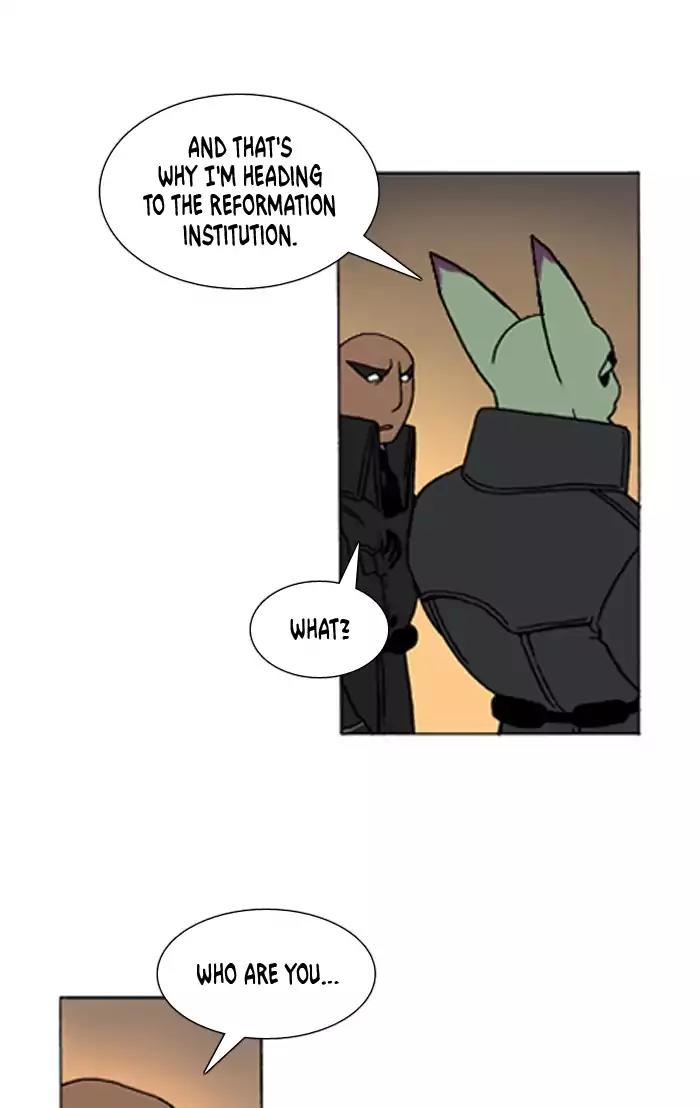 AND THAT'S
WHY I'M HEADING
TO THE REFORMATION
INSTITUTION.
WHAT?
WHO ARE YOU...